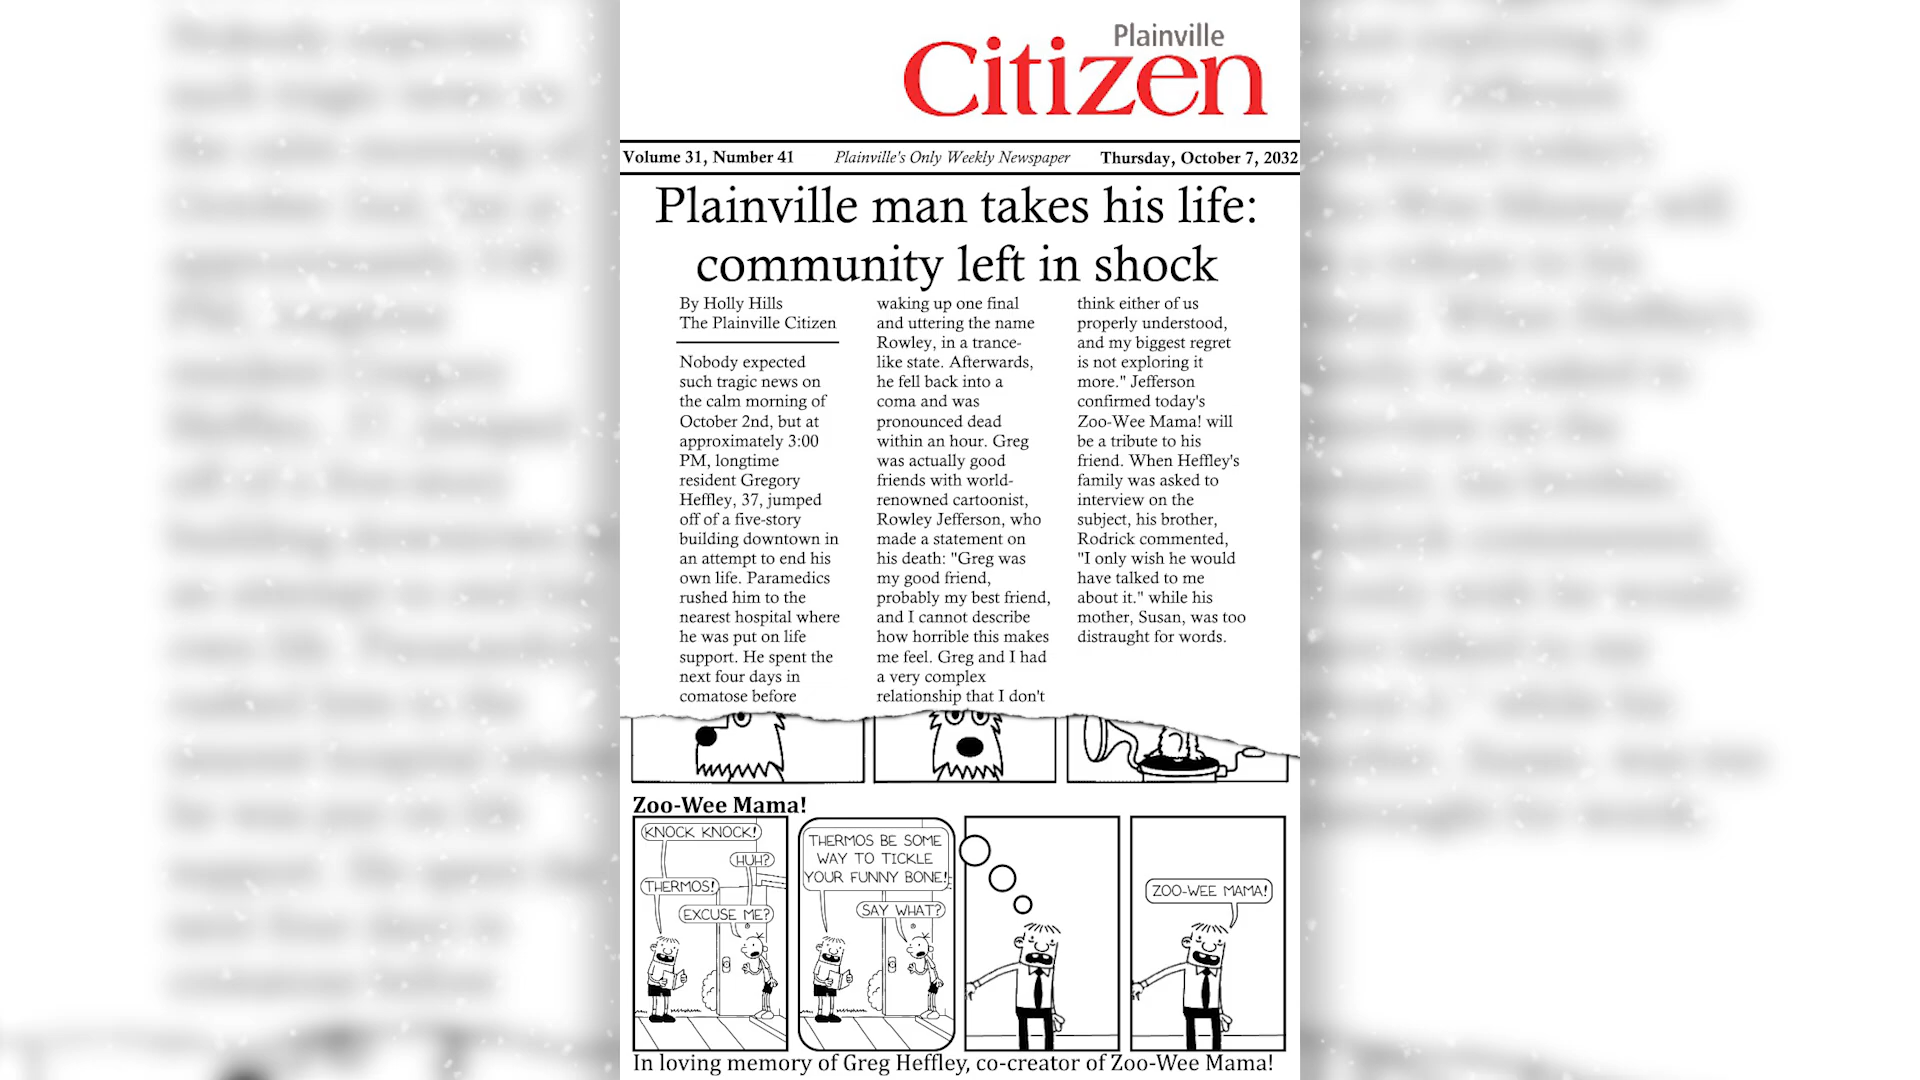 Plainville
Citizen
Volume 31, Number 41
Plainville's Only Weekly Newspaper
Thursday, October 7, 2032
Plainville man takes his life:
community left in shock
By Holly Hills
The Plainville Citizen
Nobody expected
such tragic news on
the calm morning of
October 2nd, but at
approximately 3:00
PM, longtime
resident Gregory
Heffley, 37, jumped
off of a five-story
building downtown in
an attempt to end his
own life. Paramedics
rushed him to the
nearest hospital where
he was put on life
support. He spent the
next four days in
comatose before
waking up one final
and uttering the name
Rowley, in a trance-
like state. Afterwards,
he fell back into a
coma and was
pronounced dead
within an hour. Greg
was actually good
friends with world-
renowned cartoonist,
Rowley Jefferson, who
made a statement on
his death: "Greg was
my good friend,
probably my best friend,
and I cannot describe
how horrible this makes
me feel. Greg and I had
a very complex
relationship that I don't
think either of us
properly understood,
and my biggest regret
is not exploring it
more." Jefferson
confirmed today's
Zoo-Wee Mama! will
be a tribute to his
friend. When Heffley's
family was asked to
interview on the
subject, his brother,
Rodrick commented,
"I only wish he would
have talked to me
about it." while his
mother, Susan, was too
distraught for words.
Zoo-Wee Mama!
KNOCK KNOCK!
HUH?
THERMOS!
EXCUSE ME?
THERMOS BE SOME
WAY TO TICKLE
YOUR FUNNY BONE!
SAY WHAT?
ZOO-WEE MAMA!
In loving memory of Greg Heffley, co-creator of Zoo-Wee Mama!